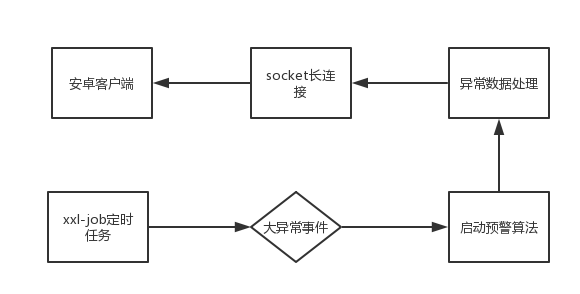 安卓客户端
socket长连
接
异常数据处理
xxl-job定时
任务
大异常事件
启动预警算法